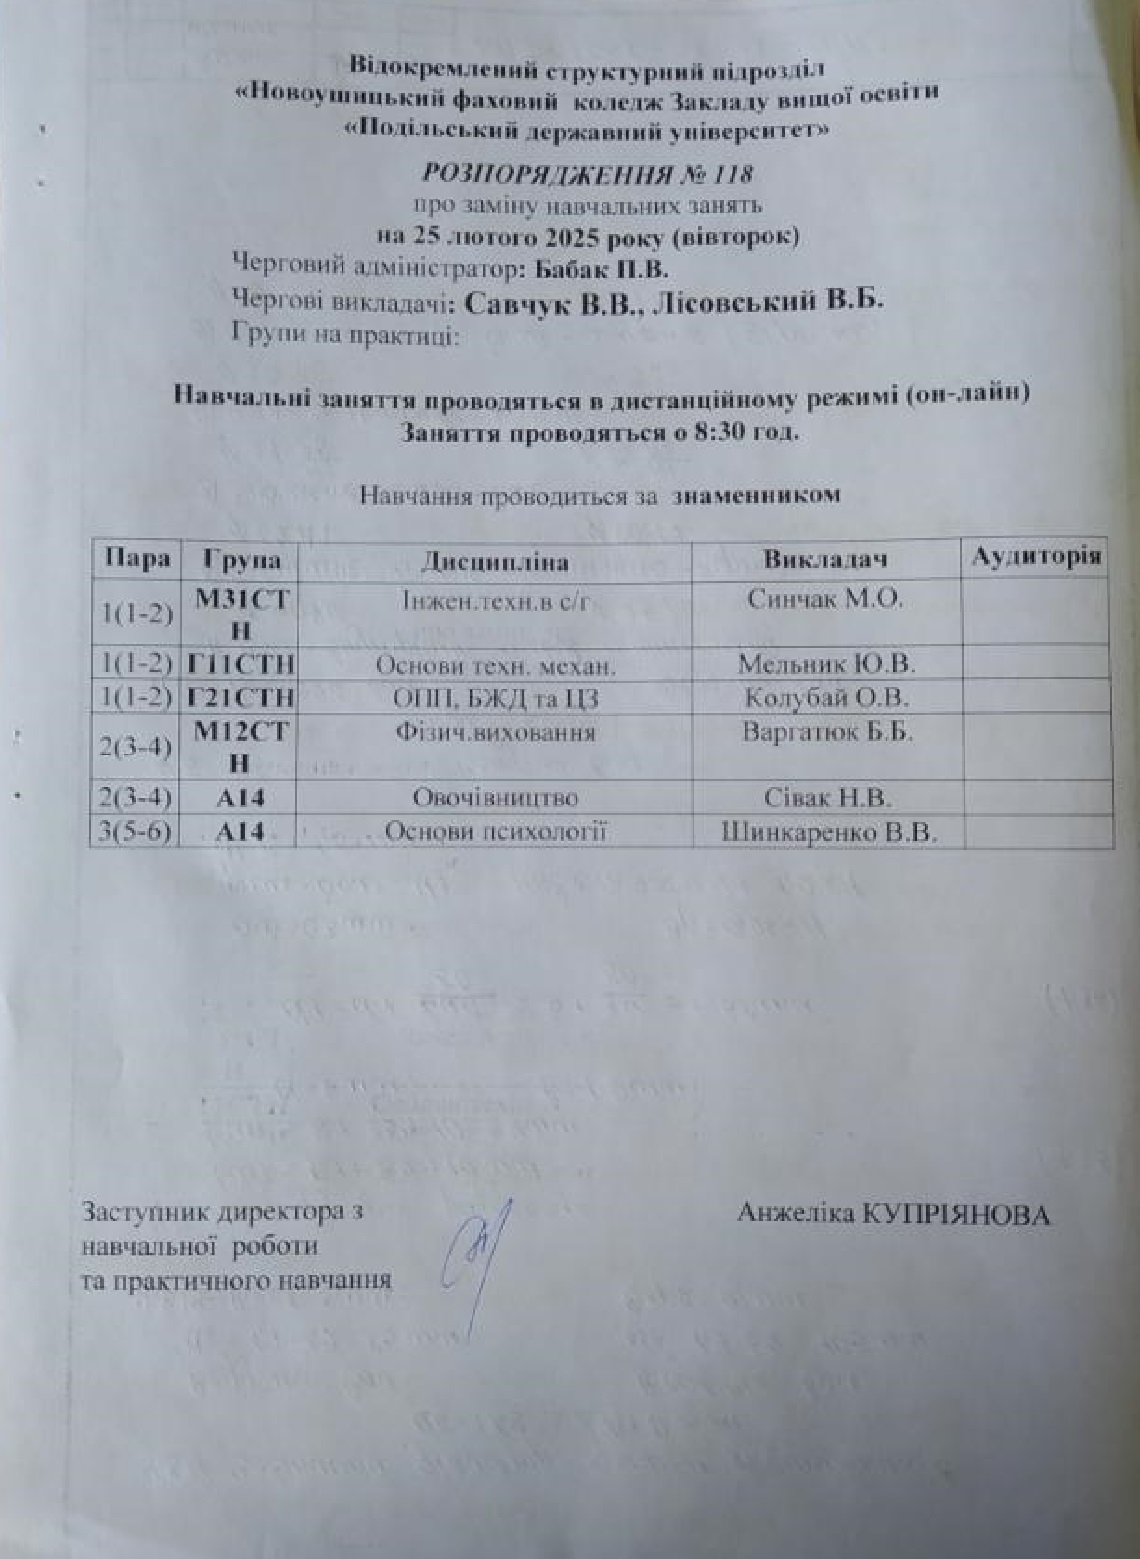 Відокремлений структурний підрозділ
«Новоушицький фаховий коледж Закладу вищої освіти
«Подільський державний університет»
РОЗПОРЯДЖЕННЯ № 118
про заміну навчальних занять
на 25 лютого 2025 року (вівторок)
Черговий адміністратор: Бабак П.В.
Чергові викладачі: Савчук В.В., Лісовський В.Б.
Групи на практиці:
Навчальні заняття проводяться в дистанційному режимі (он-лайн)
Заняття проводяться о 8:30 год.
Навчання проводиться за знаменником
Пара Група Дисципліна Викладач Аудиторія
1(1-2) М31СТН Інжен.техн.в с/г Синчак М.О.
1(1-2) Г11СТН Основи техн. механ. Мельник Ю.В.
1(1-2) Г21СТН ОПП, БЖД та ЦЗ Колубай О.В.
2(3-4) М12СТН Фізич.виховання Варгатюк Б.Б.
2(3-4) А14 Овочівництво Сівак Н.В.
3(5-6) А14 Основи психології Шинкаренко В.В.
Заступник директора з Анжеліка КУПРІЯНОВА
навчальної роботи
та практичного навчання